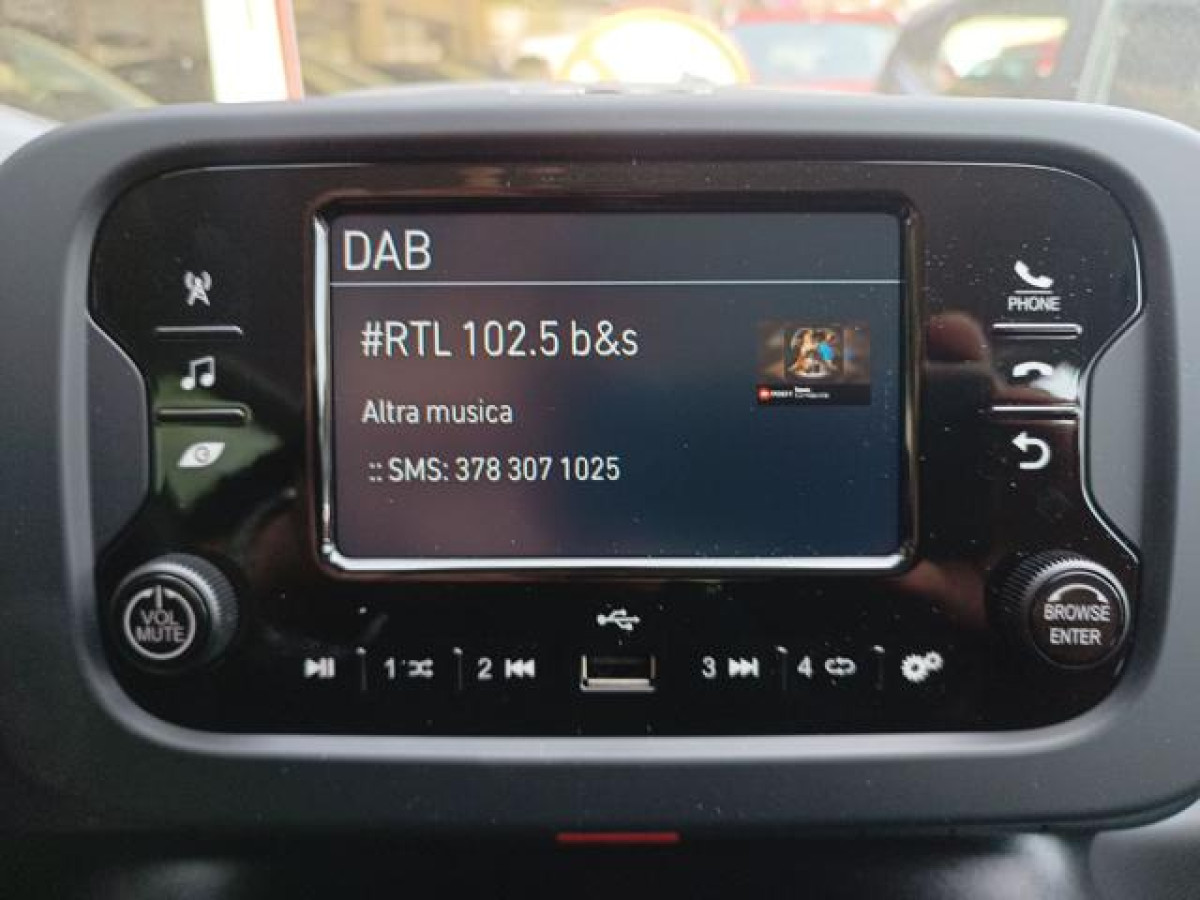 DAB
#RTL 102.5 b&s
Altra musica
:: SMS: 378 307 1025
PHONE
VOL
MUTE
BROWSE
ENTER
1
2
3
4